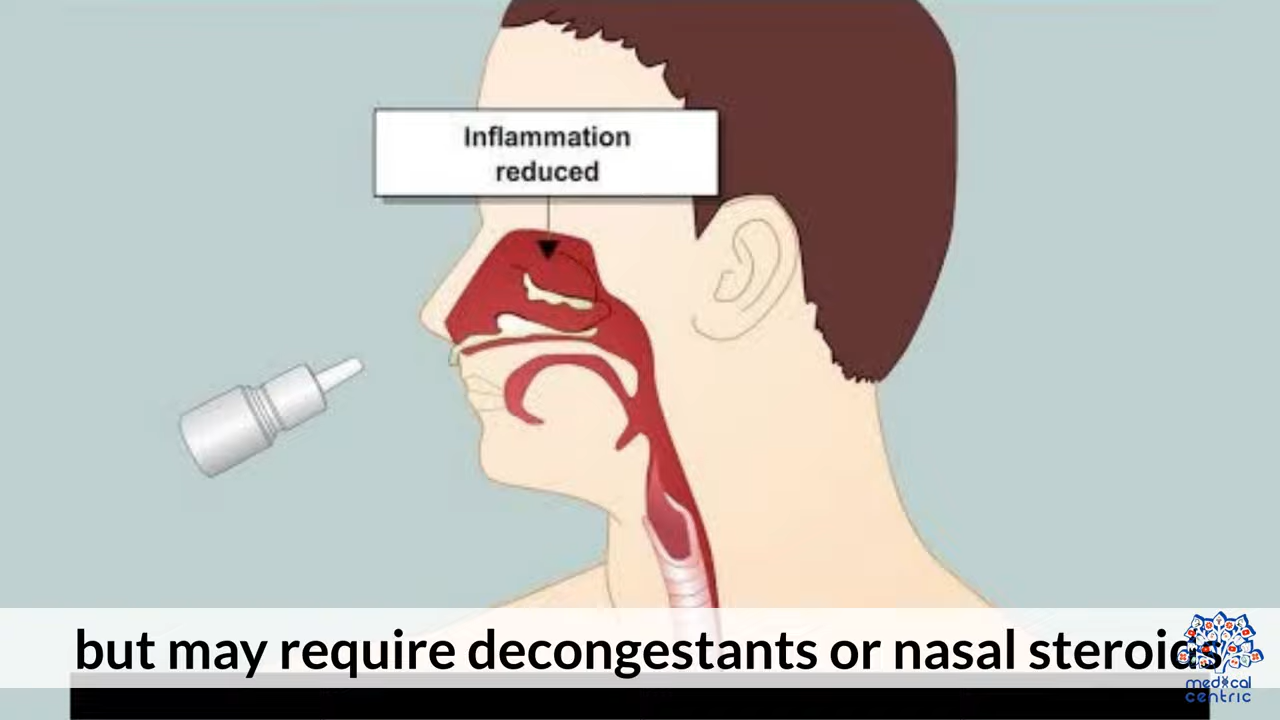 Inflammation
reduced
but may require decongestants or nasal steroids
medical
centric